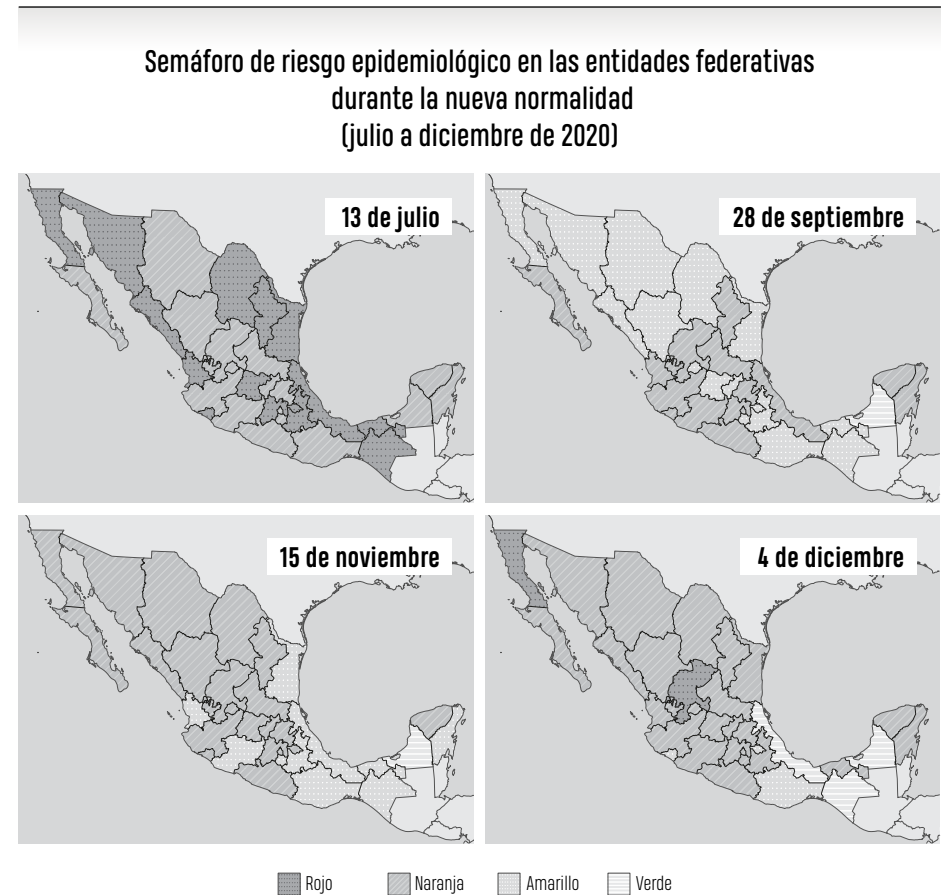 Semáforo de riesgo epidemiológico en las entidades federativas
durante la nueva normalidad
(julio a diciembre de 2020)
13 de julio
28 de septiembre
15 de noviembre
4 de diciembre
Rojo
Naranja
Amarillo
Verde